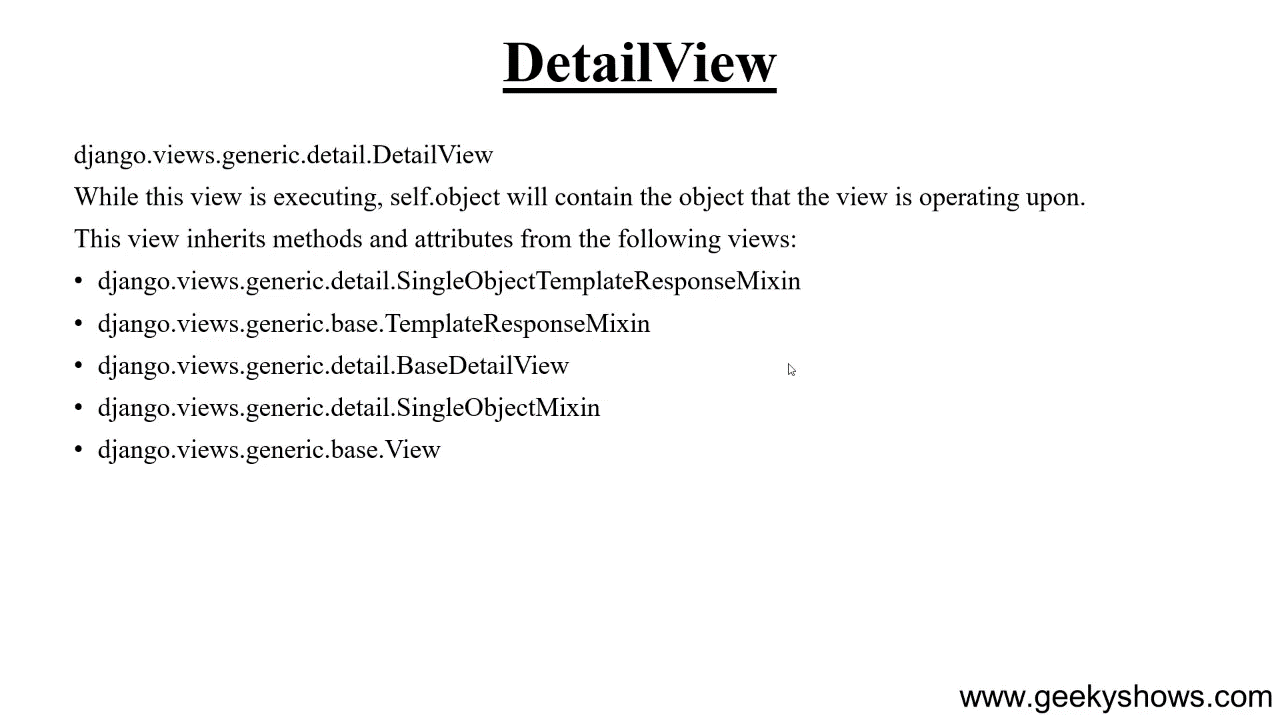 DetailView
django.views.generic.detail.DetailView
While this view is executing, self.object will contain the object that the view is operating upon.
This view inherits methods and attributes from the following views:
• django.views.generic.detail.SingleObjectTemplateResponseMixin
• django.views.generic.base.TemplateResponseMixin
• django.views.generic.detail.BaseDetailView
• django.views.generic.detail.SingleObjectMixin
• django.views.generic.base.View
www.geekyshows.com